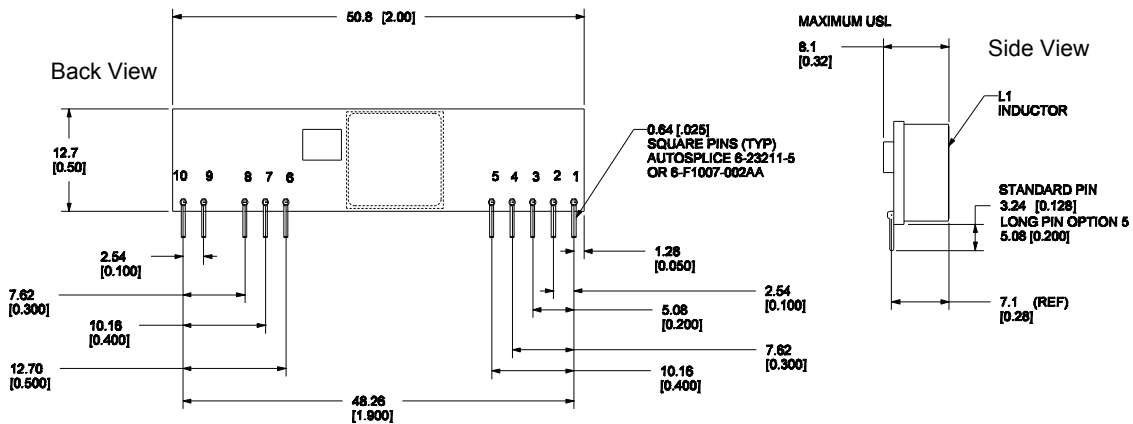 50.8 [2.00]
Back View
12.7
[0.50]
10 9 8 7 6 5 4 3 2 1
0.64 [.025]
SQUARE PINS (TYP)
AUTOSPLICE 6-23211-5
OR 6-F1007-002AA
2.54
[0.100]
7.62
[0.300]
10.16
[0.400]
12.70
[0.500]
48.26
[1.900]
1.28
[0.050]
2.54
[0.100]
5.08
[0.200]
7.62
[0.300]
10.16
[0.400]
MAXIMUM USL
8.1
[0.32]
Side View
L1
INDUCTOR
STANDARD PIN
3.24 [0.128]
LONG PIN OPTION 5
5.08 [0.200]
7.1 (REF)
[0.28]